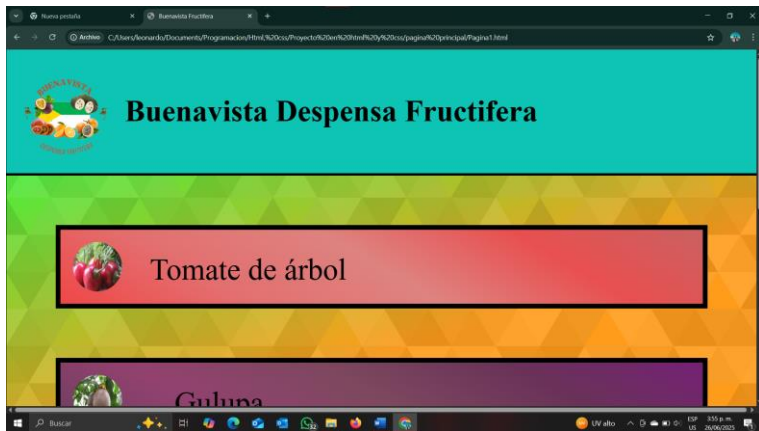 Nueva pestaña
Buenavista Fructifera
Archivo C:/Users/leonardo/Documents/Programacion/Html,%20css/Proyecto%20en%20html%20y%20css/pagina%20principal/Pagina1.html
BUENAVISTA
Buenavista Despensa Fructifera
Tomate de árbol
Gulupa
Buscar
UV alto
ESP
US
3:55 p. m.
26/06/2025